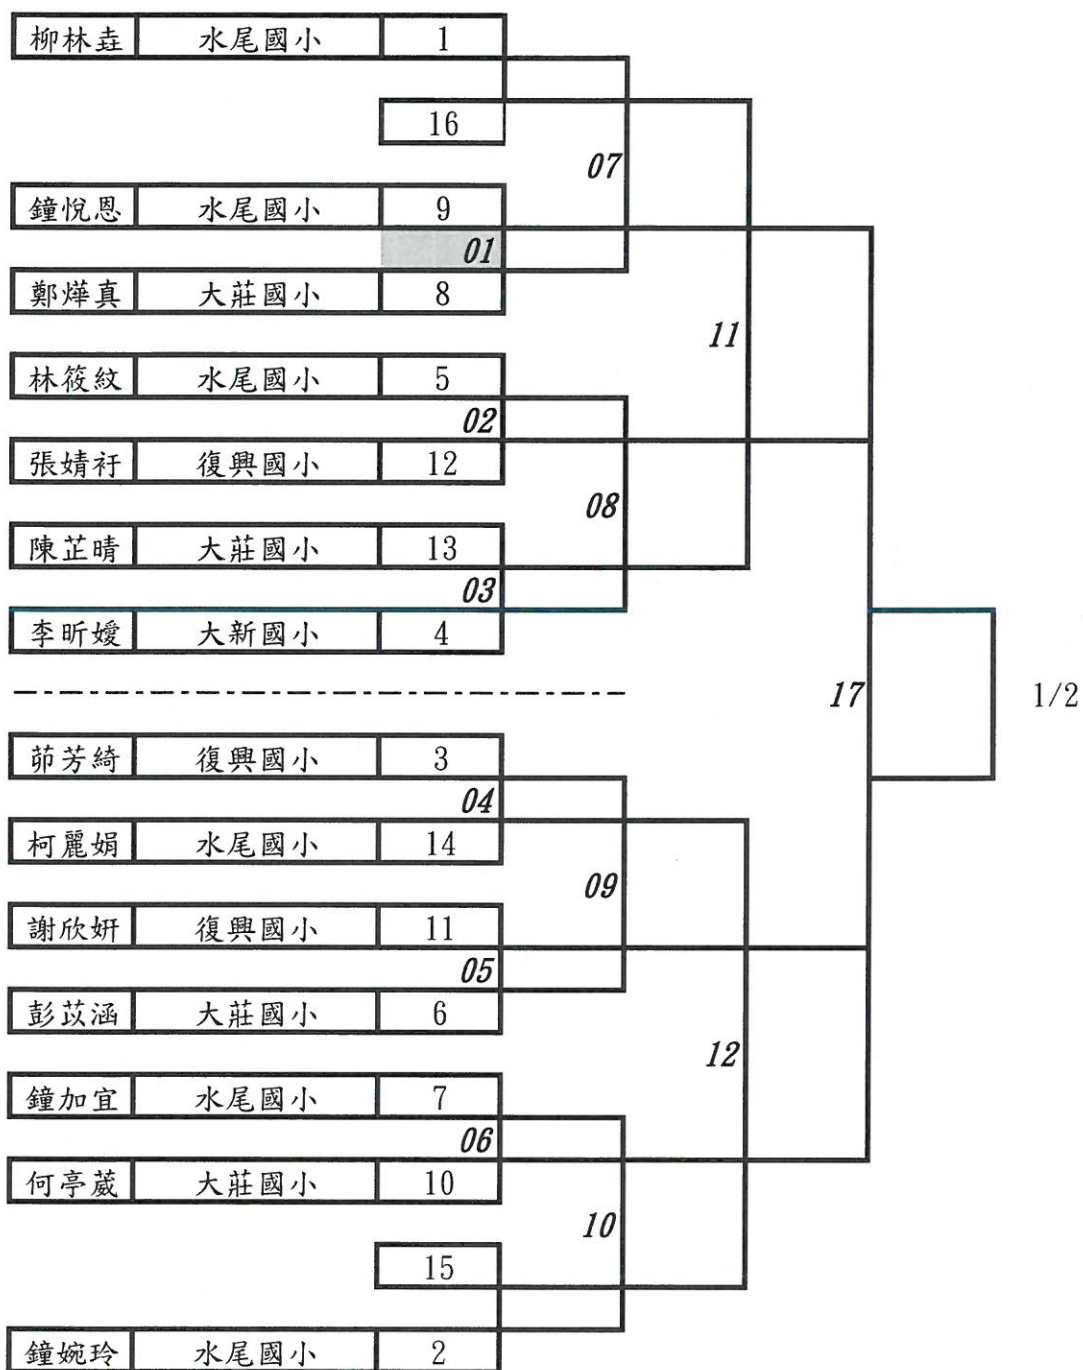 柳林垚 水尾國小 1
16
07
鐘悅恩 水尾國小 9
01
鄭燁真 大莊國小 8
11
林筱紋 水尾國小 5
02
張婧衧 復興國小 12
08
陳芷晴 大莊國小 13
03
李昕嬡 大新國小 4
17 1/2
茆芳綺 復興國小 3
04
柯麗娟 水尾國小 14
09
謝欣妍 復興國小 11
05
彭苡涵 大莊國小 6
12
鐘加宜 水尾國小 7
06
何亭葳 大莊國小 10
10
15
鐘婉玲 水尾國小 2